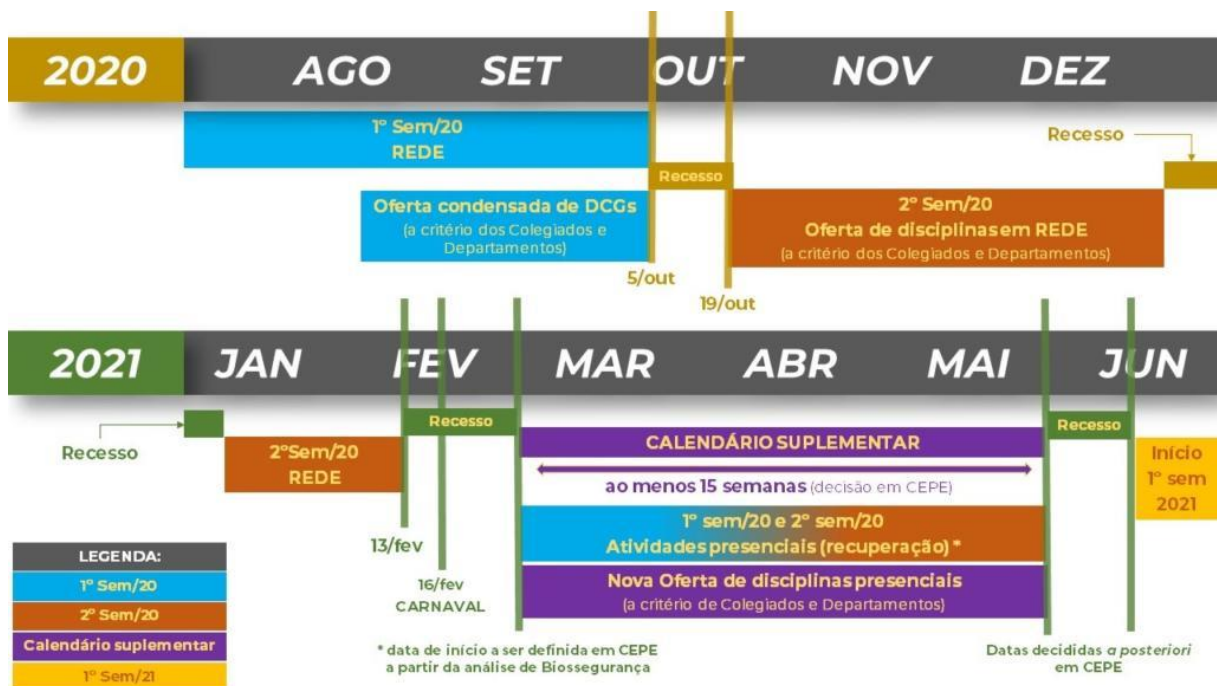 2020 AGO SET OUT NOV DEZ
1º Sem/20
REDE
Recesso
Recesso
Oferta condensada de DCGs
(a critério dos Colegiados e
Departamentos)
2º Sem/20
Oferta de disciplinas em REDE
(a critério dos Colegiados e Departamentos)
5/out
19/out
2021 JAN FEV MAR ABR MAI JUN
Recesso
Recesso
Recesso
2ºSem/20
REDE
CALENDÁRIO SUPLEMENTAR
ao menos 15 semanas (decisão em CEPE)
Início
1º sem
2021
1º sem/20 e 2º sem/20
Atividades presenciais (recuperação) *
13/fev
16/fev
CARNAVAL
Nova Oferta de disciplinas presenciais
(a critério de Colegiados e Departamentos)
LEGENDA:
1º Sem/20
2º Sem/20
Calendário suplementar
1º Sem/21
* data de início a ser definida em CEPE
a partir da análise de Biossegurança
Datas decididas a posteriori
em CEPE